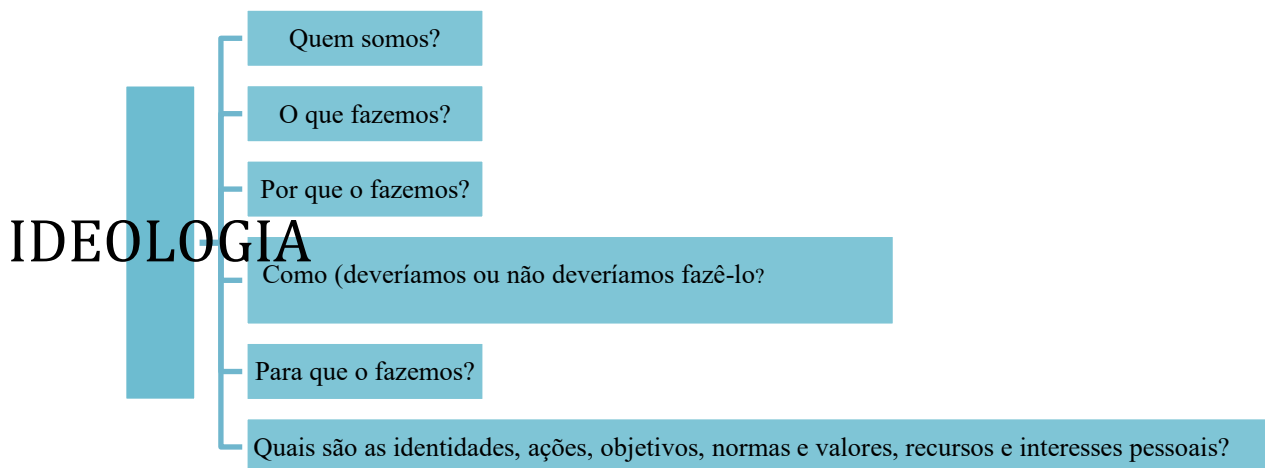 Quem somos?
O que fazemos?
Por que o fazemos?
IDEOLOGIA
Como (deveríamos ou não deveríamos fazê-lo?
Para que o fazemos?
Quais são as identidades, ações, objetivos, normas e valores, recursos e interesses pessoais?